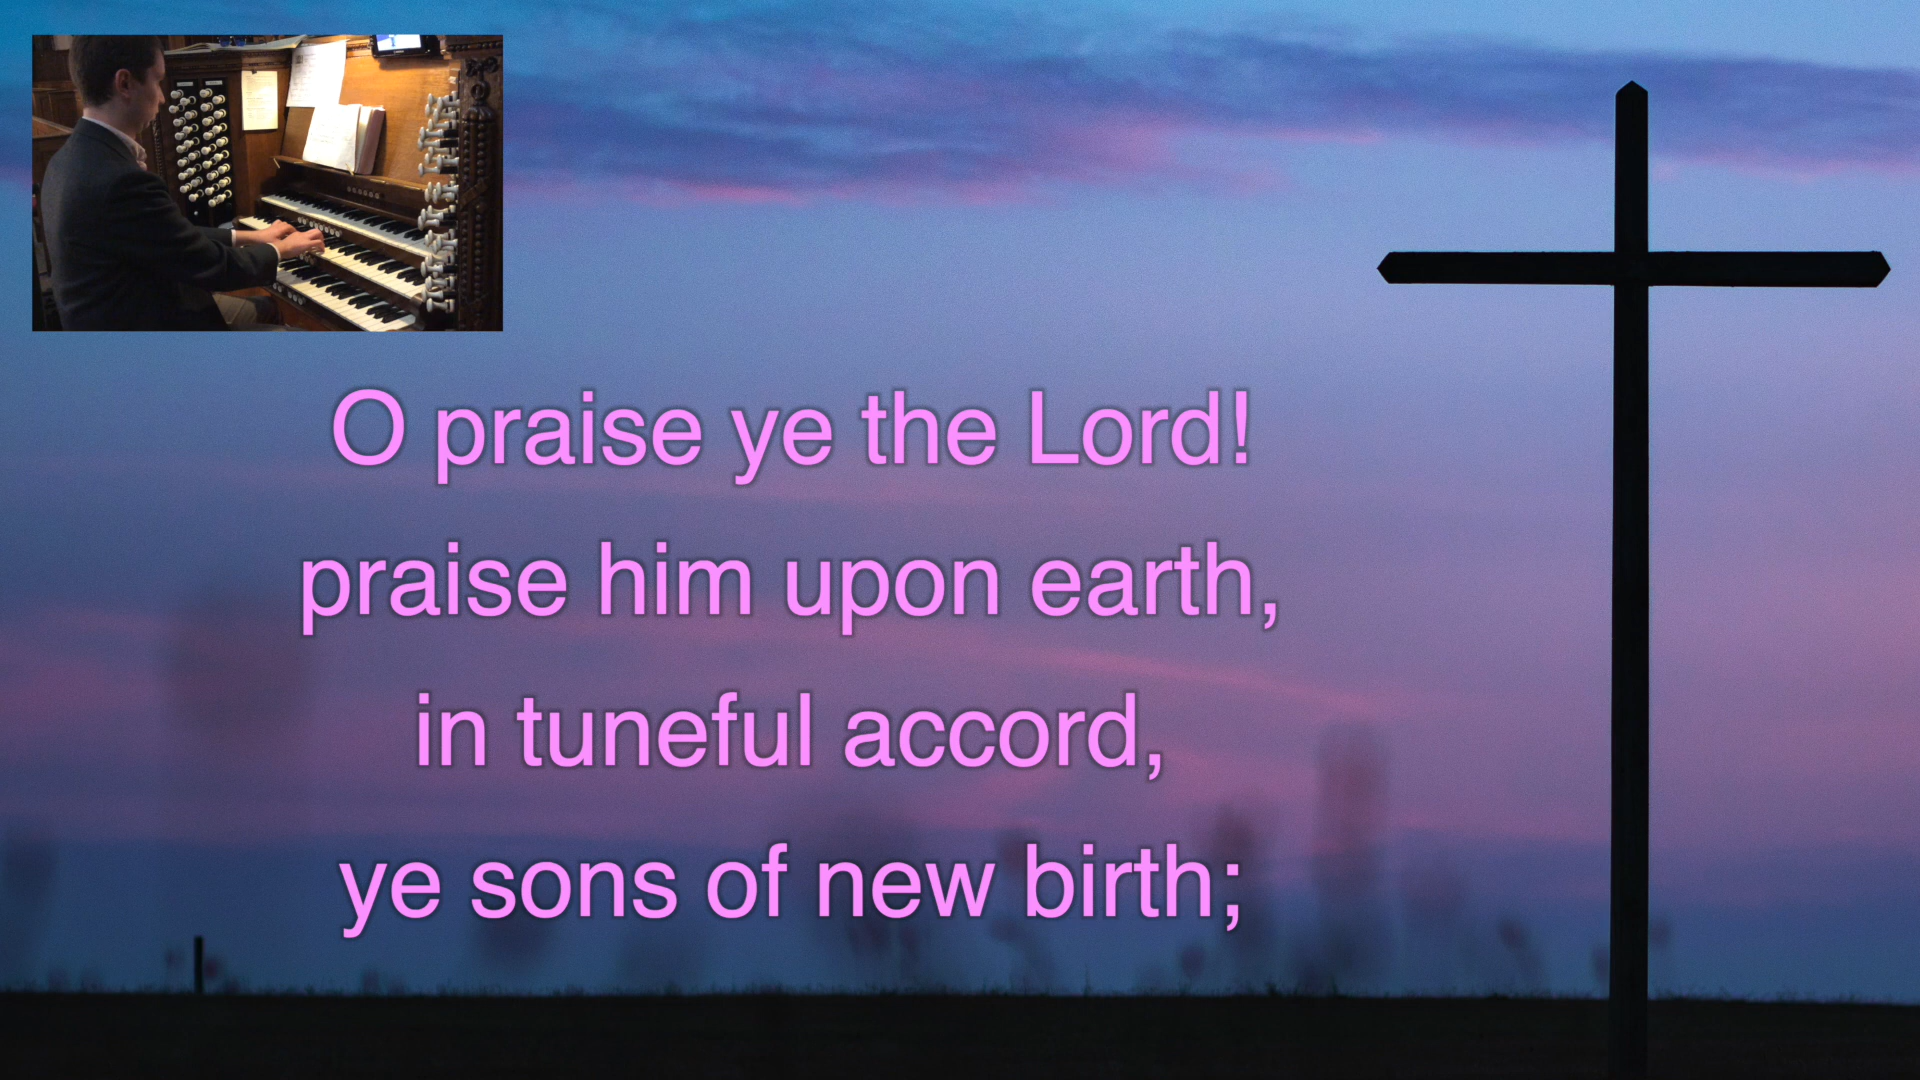 O praise ye the Lord!
praise him upon earth,
in tuneful accord,
ye sons of new birth;